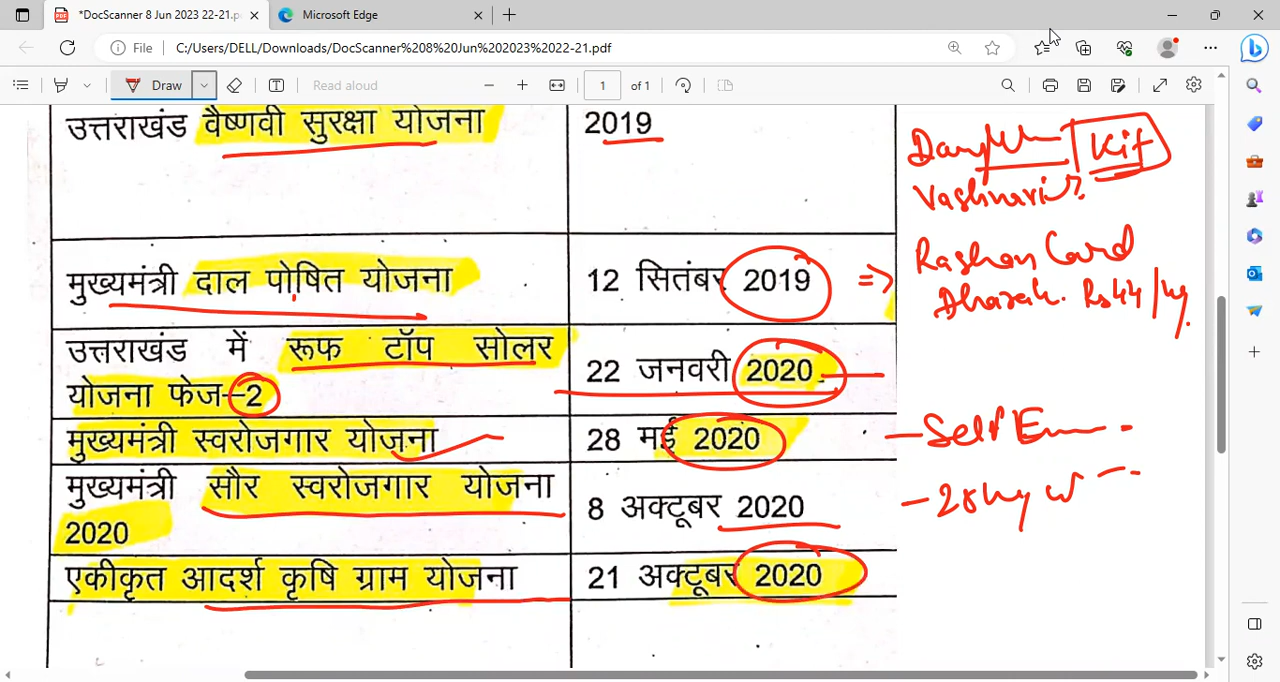 *DocScanner 8 Jun 2023 22-21.p
Microsoft Edge
File C:/Users/DELL/Downloads/DocScanner%208%20Jun%202023%2022-21.pdf
Draw Read aloud 1 of 1
उत्तराखंड वैष्णवी सुरक्षा योजना 2019
Kit
मुख्यमंत्री दाल पोषित योजना 12 सितंबर 2019 =>
Rashan Card
Dharak. Rs 44/kg.
उत्तराखंड में रूफ टॉप सोलर
योजना फेज–2 22 जनवरी 2020
मुख्यमंत्री स्वरोजगार योजना 28 मई 2020
- Self
मुख्यमंत्री सौर स्वरोजगार योजना
2020 8 अक्टूबर 2020
एकीकृत आदर्श कृषि ग्राम योजना 21 अक्टूबर 2020